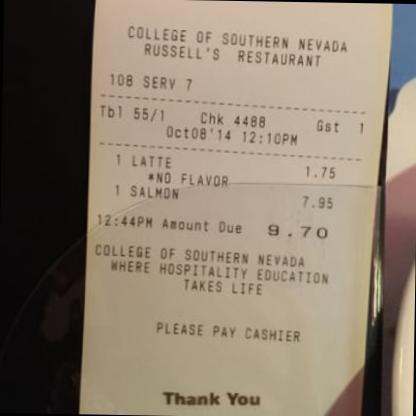 COLLEGE OF SOUTHERN NEVADA
RUSSELL'S RESTAURANT
108 SERV 7
Tbl 55/1 Chk 4488 Gst 1
Oct08'14 12:10PM
1 LATTE 1.75
*NO FLAVOR
1 SALMON 7.95
12:44PM Amount Due 9.70
COLLEGE OF SOUTHERN NEVADA
WHERE HOSPITALITY EDUCATION
TAKES LIFE
PLEASE PAY CASHIER
Thank You